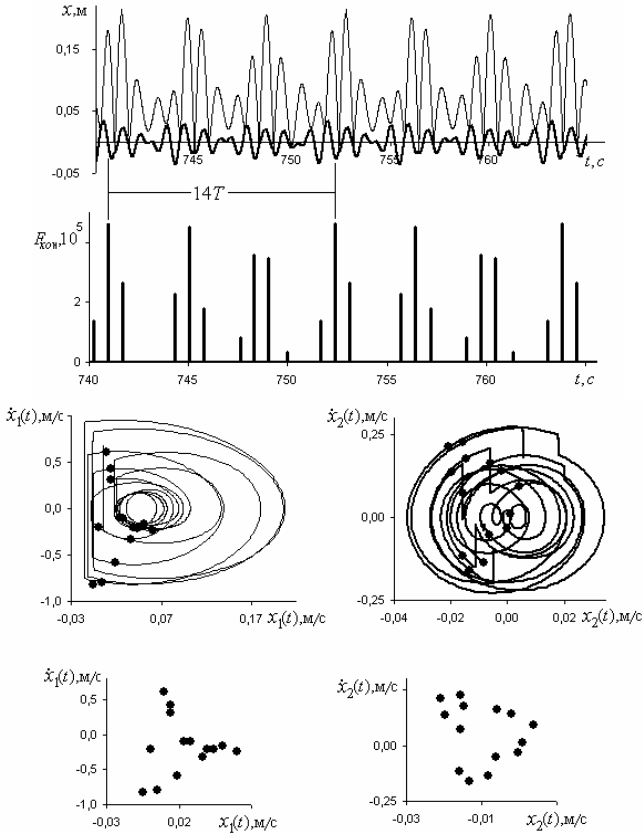 x,м
0,15
0,05
-0,05
745 750 755 760 t,с
14T
F_кон,10^5
2
0
740 745 750 755 760 t,с
ẋ₁(t),м/с
1,0
0,5
0,0
-0,5
-1,0
-0,03 0,07 0,17 x₁(t),м/с
ẋ₂(t),м/с
0,25
0,00
-0,25
-0,04 -0,02 0,00 0,02 x₂(t),м/с
ẋ₁(t),м/с
0,5
0,0
-0,5
-1,0
-0,03 0,02 x₁(t),м/с
ẋ₂(t),м/с
0,00
-0,25
-0,03 -0,01 x₂(t),м/с